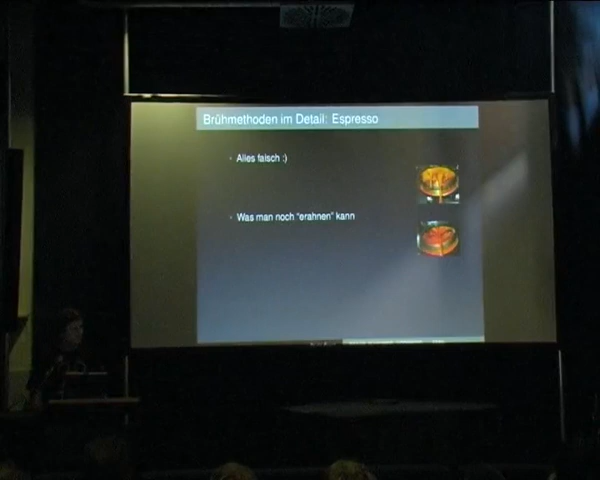 Brühmethoden im Detail: Espresso
Alles falsch :)
Was man noch "erahnen" kann